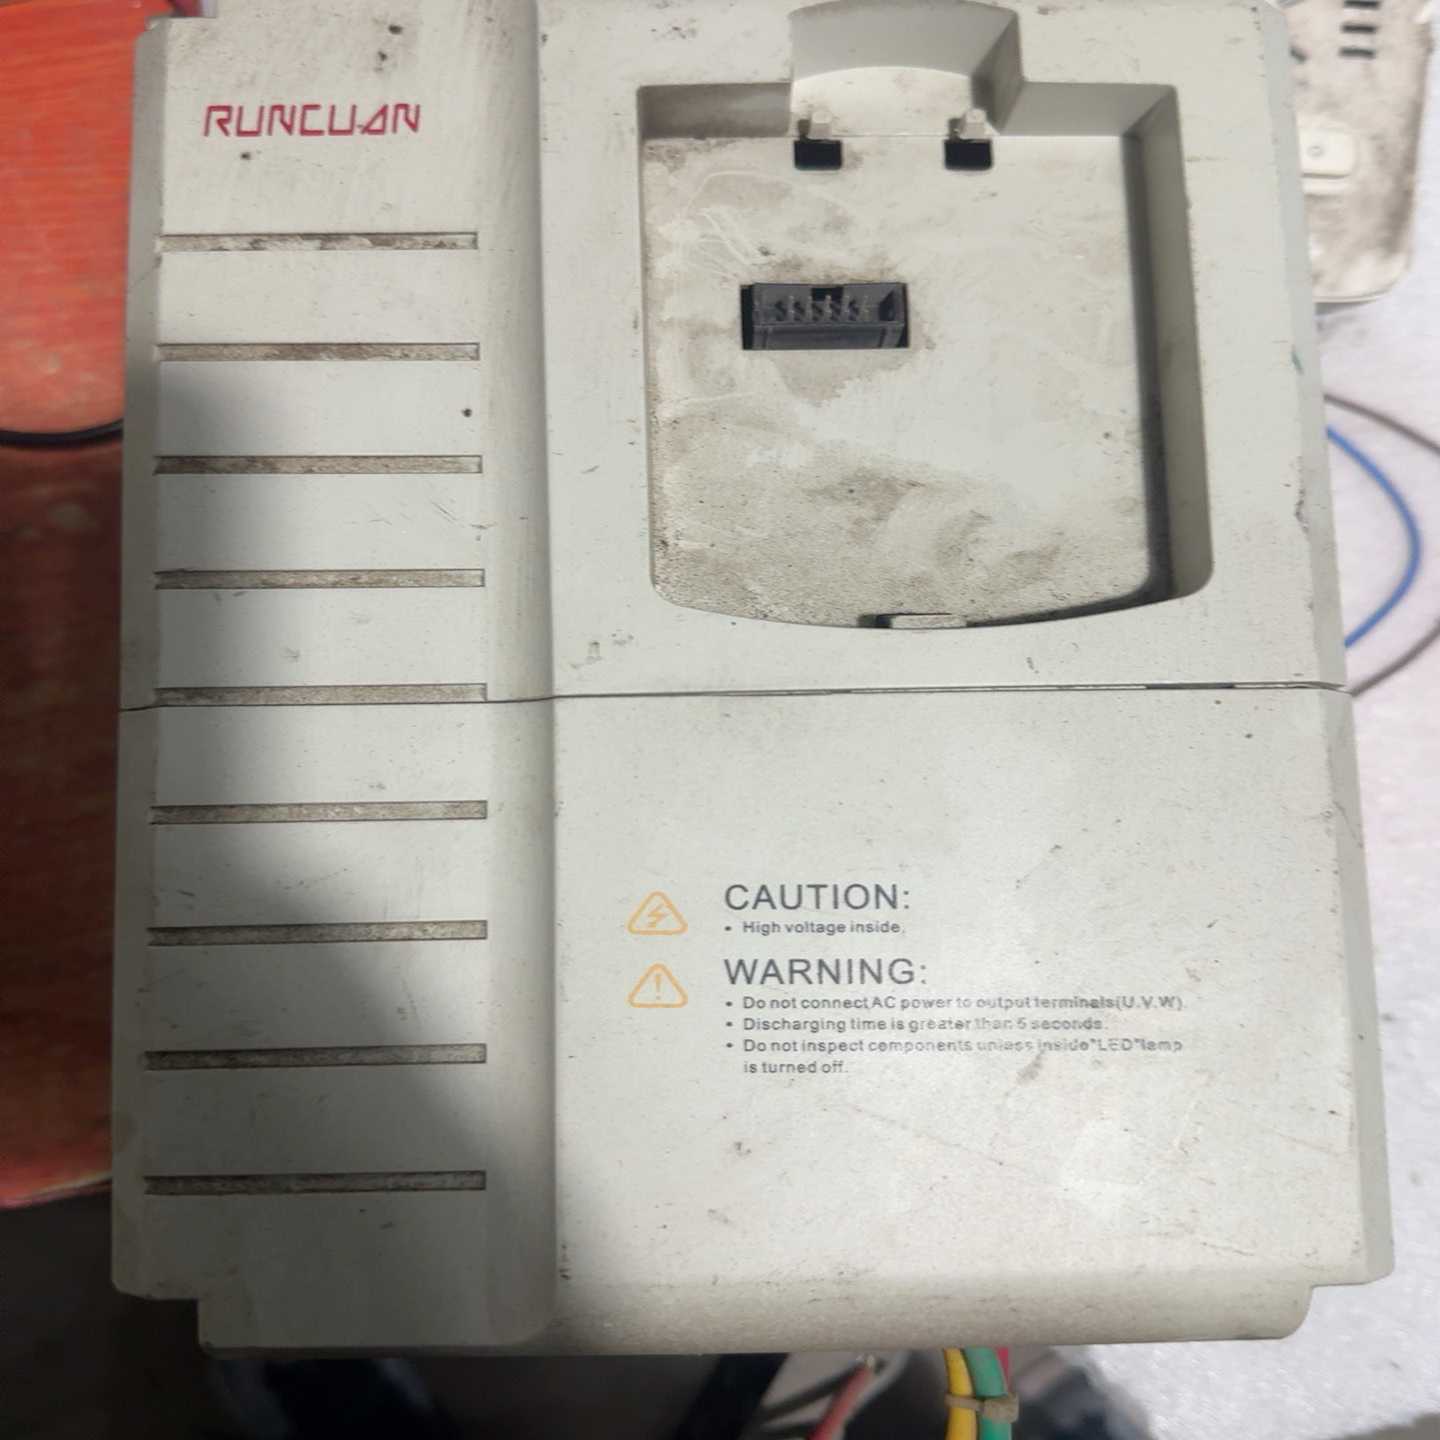 RUNCUAN
CAUTION:
• High voltage inside.
WARNING:
• Do not connect AC power to output terminals(U.V.W).
• Discharging time is greater than 5 seconds.
• Do not inspect components unless inside"LED"lamp
is turned off.